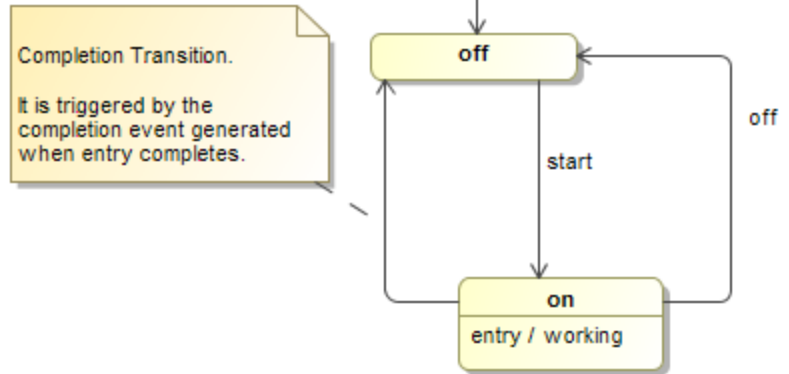 Completion Transition.
It is triggered by the
completion event generated
when entry completes.
off
off
start
on
entry / working